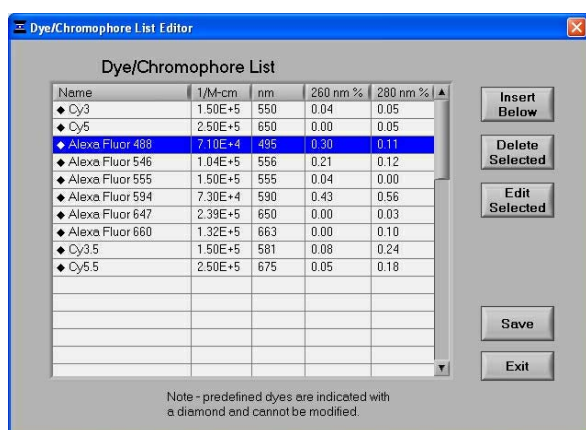 Dye/Chromophore List Editor
Dye/Chromophore List
Name 1/M-cm nm 260 nm % 280 nm %
◆ Cy3 1.50E+5 550 0.04 0.05
◆ Cy5 2.50E+5 650 0.00 0.05
◆ Alexa Fluor 488 7.10E+4 495 0.30 0.11
◆ Alexa Fluor 546 1.04E+5 556 0.21 0.12
◆ Alexa Fluor 555 1.50E+5 555 0.04 0.00
◆ Alexa Fluor 594 7.30E+4 590 0.43 0.56
◆ Alexa Fluor 647 2.39E+5 650 0.00 0.03
◆ Alexa Fluor 660 1.32E+5 663 0.00 0.10
◆ Cy3.5 1.50E+5 581 0.08 0.24
◆ Cy5.5 2.50E+5 675 0.05 0.18
Insert
Below
Delete
Selected
Edit
Selected
Save
Exit
Note - predefined dyes are indicated with
a diamond and cannot be modified.